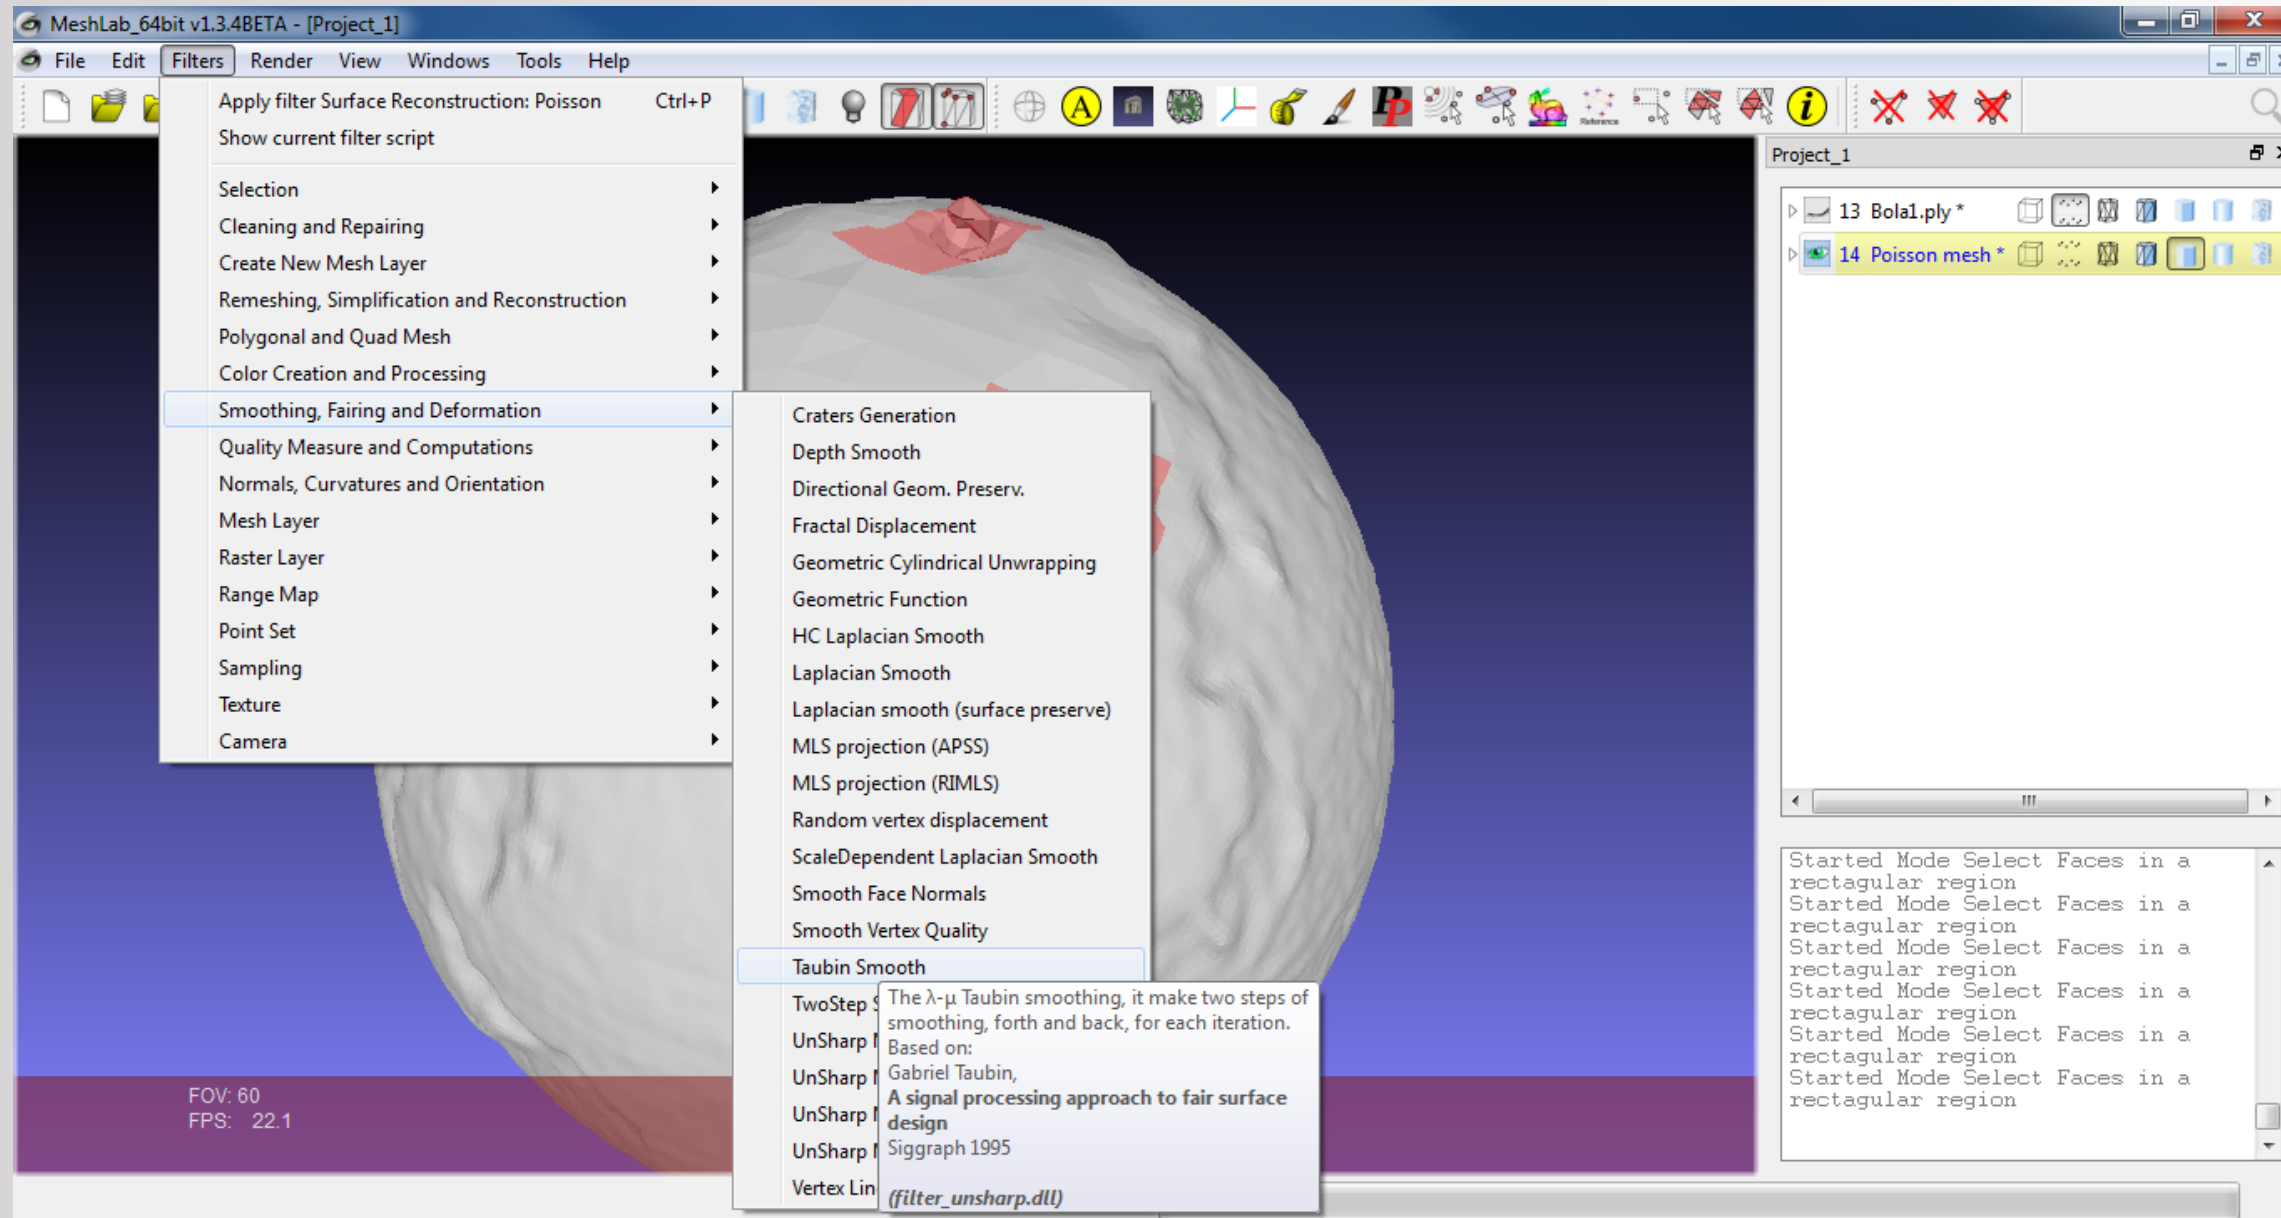 MeshLab_64bit v1.3.4BETA - [Project_1]
File Edit Filters Render View Windows Tools Help
Apply filter Surface Reconstruction: Poisson Ctrl+P
Show current filter script
Selection
Cleaning and Repairing
Create New Mesh Layer
Remeshing, Simplification and Reconstruction
Polygonal and Quad Mesh
Color Creation and Processing
Smoothing, Fairing and Deformation
Quality Measure and Computations
Normals, Curvatures and Orientation
Mesh Layer
Raster Layer
Range Map
Point Set
Sampling
Texture
Camera
Craters Generation
Depth Smooth
Directional Geom. Preserv.
Fractal Displacement
Geometric Cylindrical Unwrapping
Geometric Function
HC Laplacian Smooth
Laplacian Smooth
Laplacian smooth (surface preserve)
MLS projection (APSS)
MLS projection (RIMLS)
Random vertex displacement
ScaleDependent Laplacian Smooth
Smooth Face Normals
Smooth Vertex Quality
Taubin Smooth
TwoStep S
UnSharp
UnSharp
UnSharp
UnSharp
Vertex Lin
The λ-μ Taubin smoothing, it make two steps of
smoothing, forth and back, for each iteration.
Based on:
Gabriel Taubin,
A signal processing approach to fair surface
design
Siggraph 1995
(filter_unsharp.dll)
FOV: 60
FPS: 22.1
A
Pp
Reference
i
Project_1
13 Bola1.ply *
14 Poisson mesh *
Started Mode Select Faces in a
rectagular region
Started Mode Select Faces in a
rectagular region
Started Mode Select Faces in a
rectagular region
Started Mode Select Faces in a
rectagular region
Started Mode Select Faces in a
rectagular region
Started Mode Select Faces in a
rectagular region